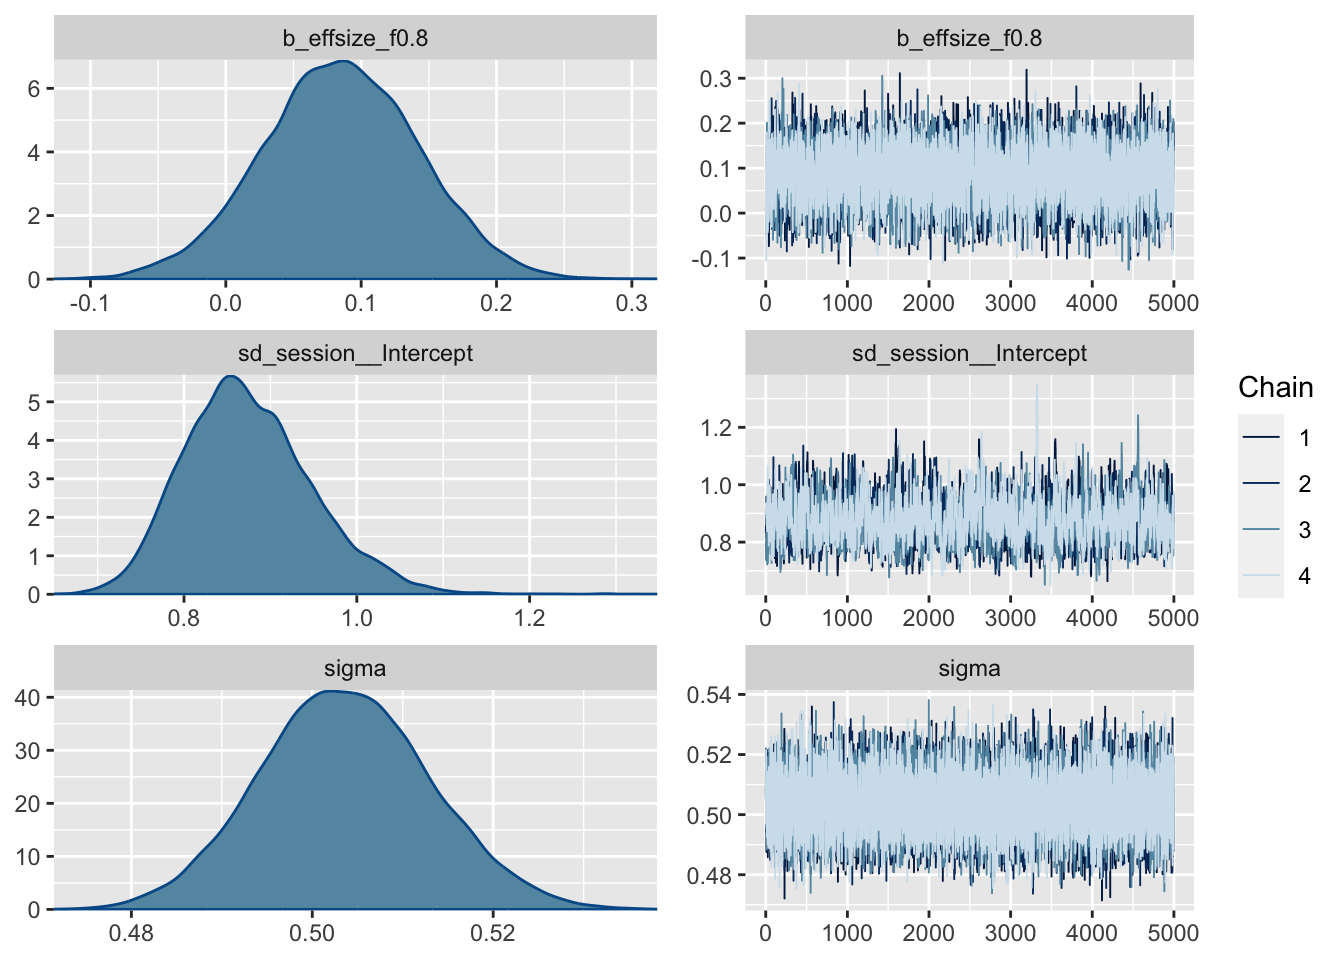 b_effsize_f0.8
6
4
2
0
-0.1 0.0 0.1 0.2 0.3
b_effsize_f0.8
0.3
0.2
0.1
0.0
-0.1
0 1000 2000 3000 4000 5000
sd_session__Intercept
5
4
3
2
1
0
0.8 1.0 1.2
sd_session__Intercept
1.2
1.0
0.8
0 1000 2000 3000 4000 5000
sigma
40
30
20
10
0
0.48 0.50 0.52
sigma
0.54
0.52
0.50
0.48
0 1000 2000 3000 4000 5000
Chain
1
2
3
4